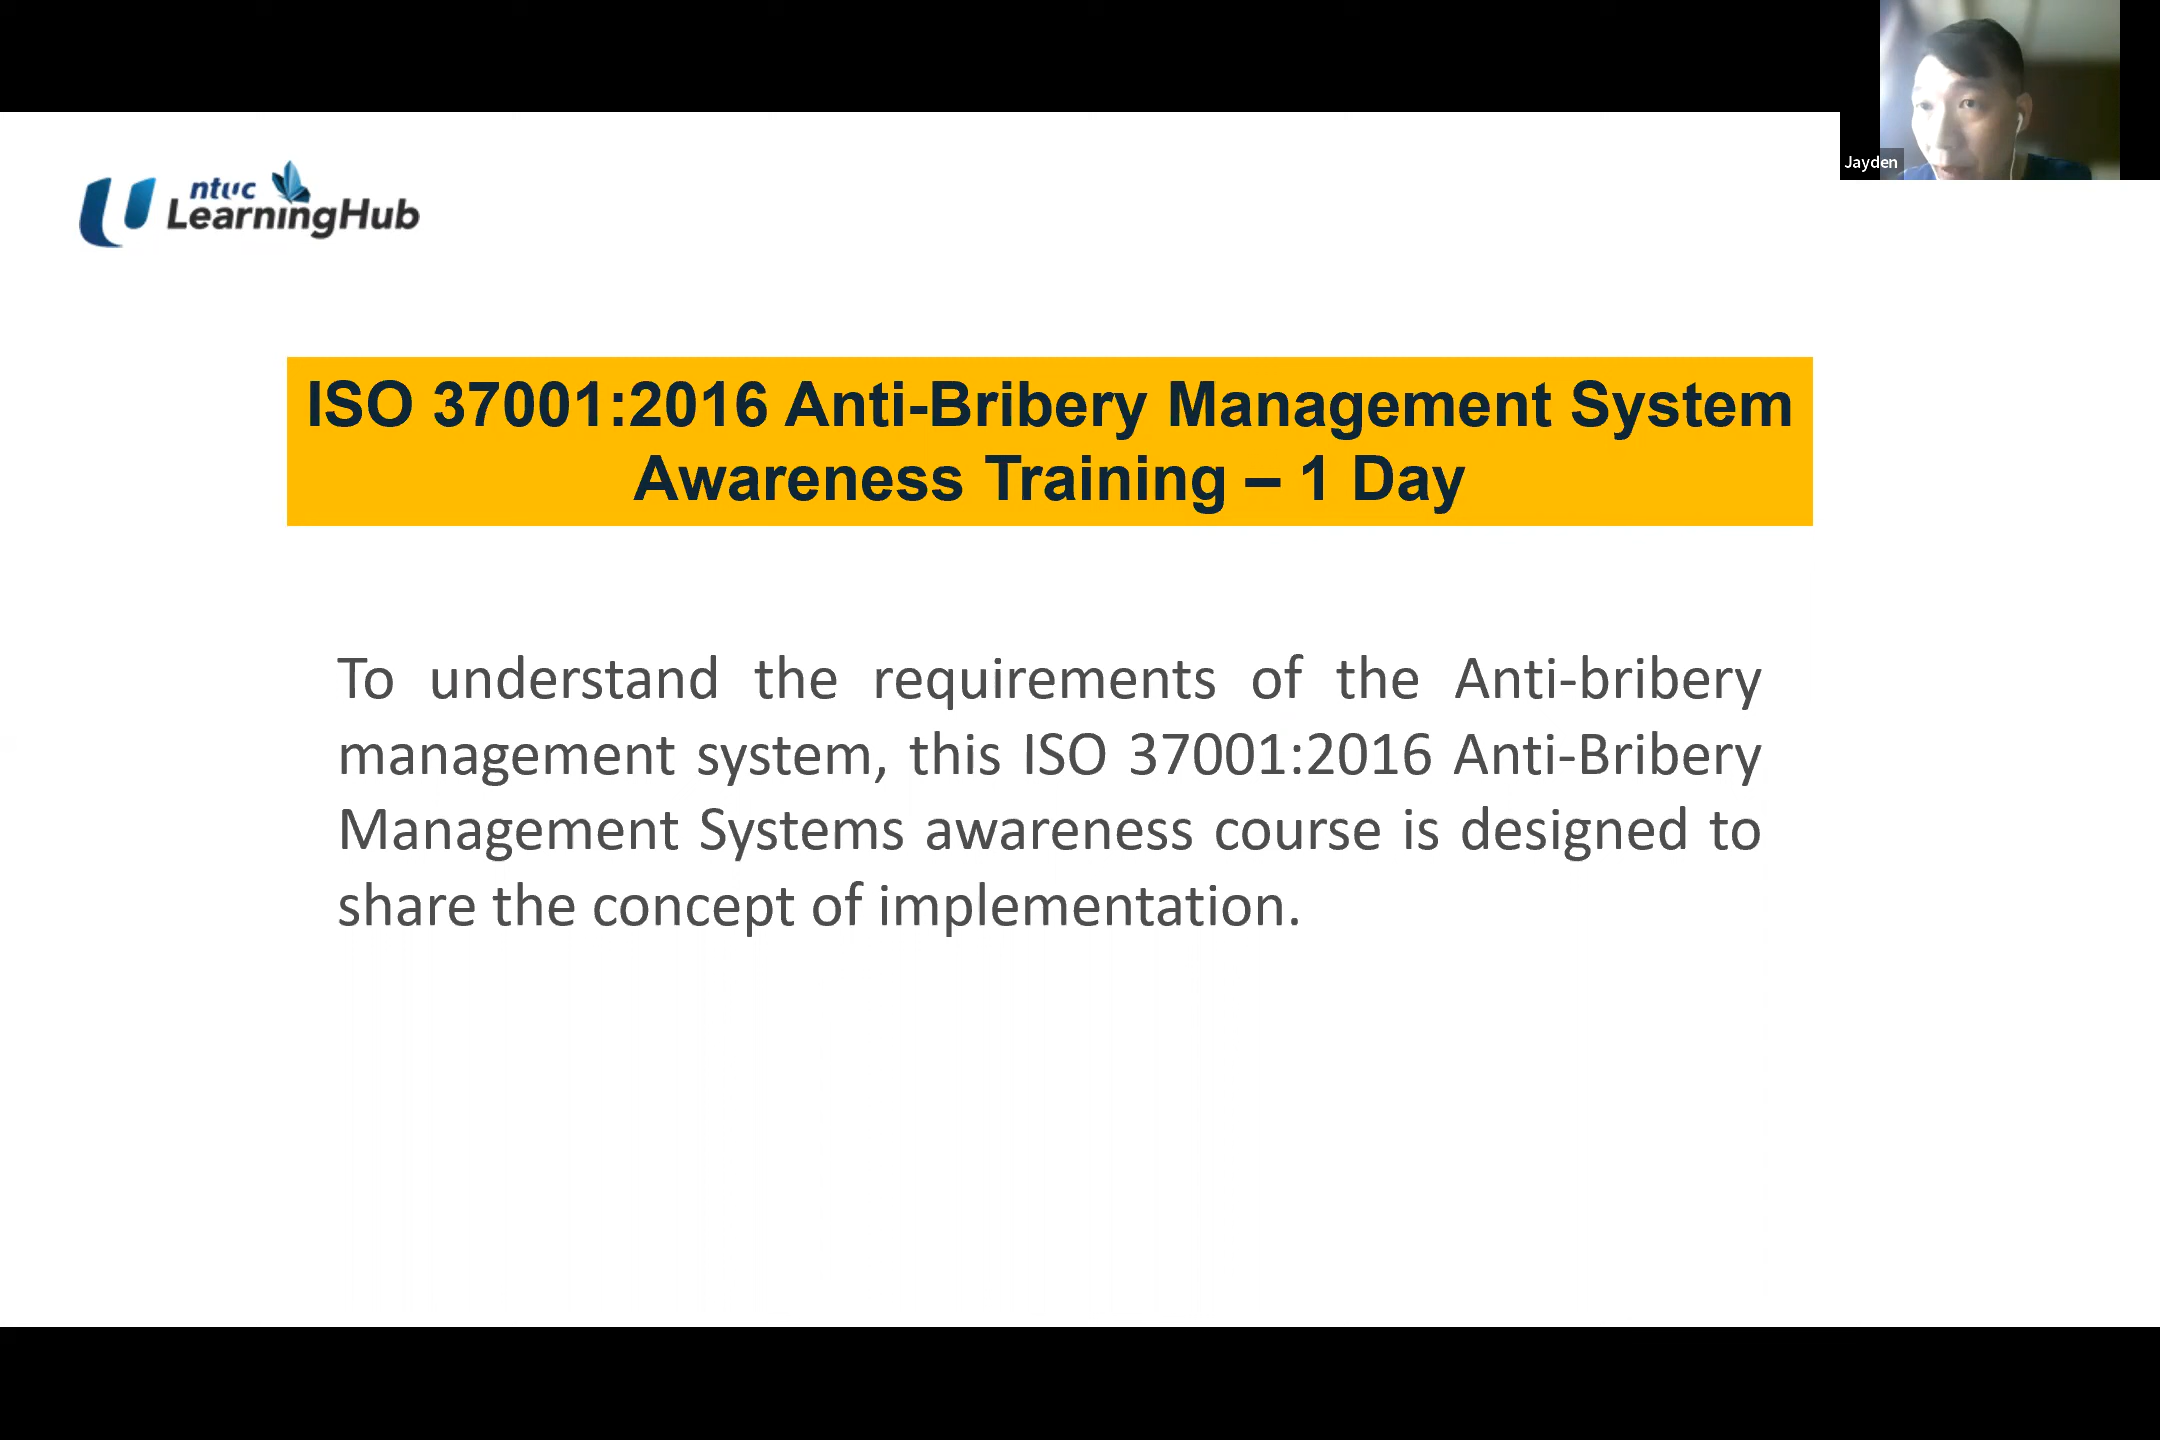 Jayden
ntuc
LearningHub
ISO 37001:2016 Anti-Bribery Management System
Awareness Training – 1 Day
To understand the requirements of the Anti-bribery
management system, this ISO 37001:2016 Anti-Bribery
Management Systems awareness course is designed to
share the concept of implementation.